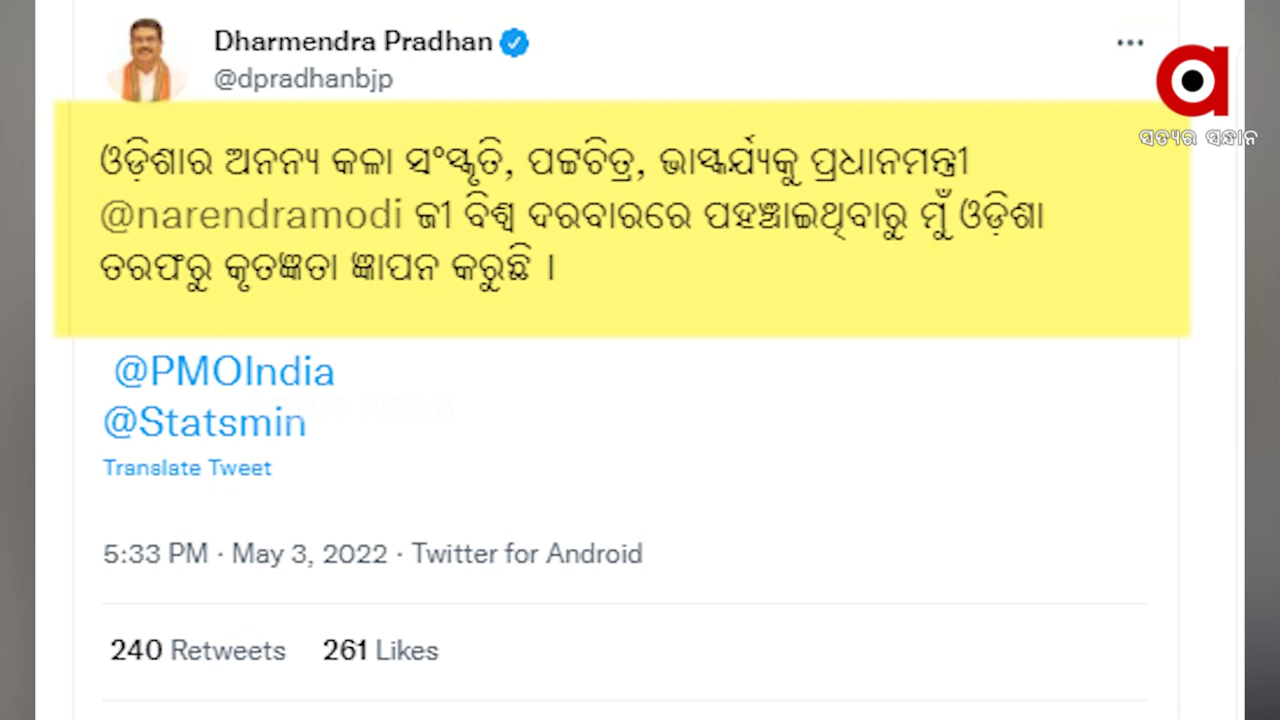 Dharmendra Pradhan
@dpradhanbjp
ସତ୍ୟର ସନ୍ଧାନ
ଓଡ଼ିଶାର ଅନନ୍ୟ କଳା ସଂସ୍କୃତି, ପଟ୍ଟଚିତ୍ର, ଭାସ୍କର୍ଯ୍ୟକୁ ପ୍ରଧାନମନ୍ତ୍ରୀ
@narendramodi ଜୀ ବିଶ୍ୱ ଦରବାରରେ ପହଞ୍ଚାଇଥିବାରୁ ମୁଁ ଓଡ଼ିଶା
ତରଫରୁ କୃତଜ୍ଞତା ଜ୍ଞାପନ କରୁଛି ।
@PMOIndia
@Statsmin
Translate Tweet
5:33 PM · May 3, 2022 · Twitter for Android
240 Retweets 261 Likes